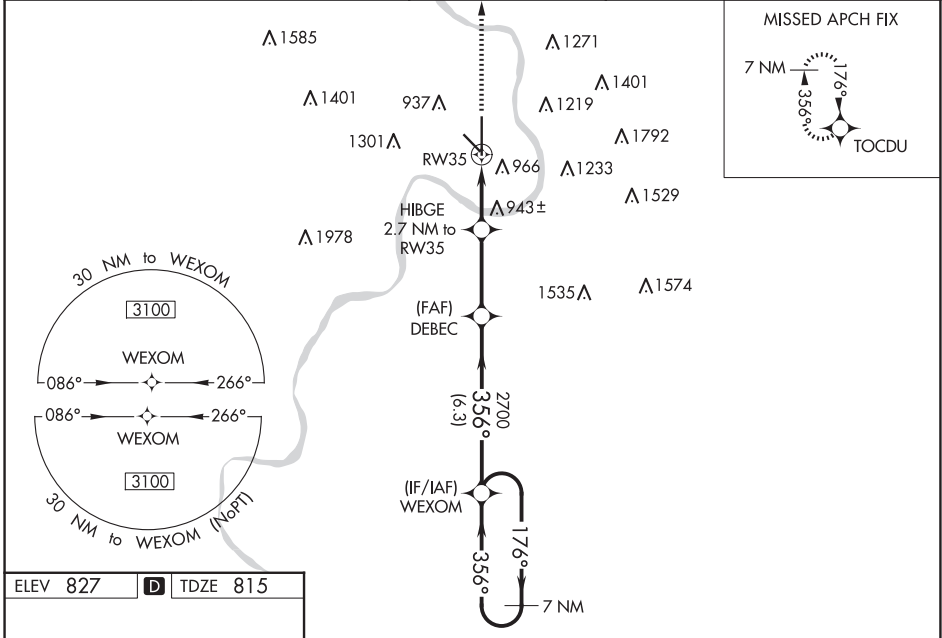 MISSED APCH FIX
7 NM
176°
356°
TOCDU
1585
1271
1401
1401
937
1219
1301
1792
RW35
966
1233
1529
943±
HIBGE
2.7 NM to
RW35
1978
1535
1574
(FAF)
DEBEC
30 NM to WEXOM
3100
WEXOM
086°
266°
086°
266°
WEXOM
3100
30 NM to WEXOM (NoPT)
2700
356°
(6.3)
(IF/IAF)
WEXOM
176°
356°
7 NM
ELEV 827 D TDZE 815